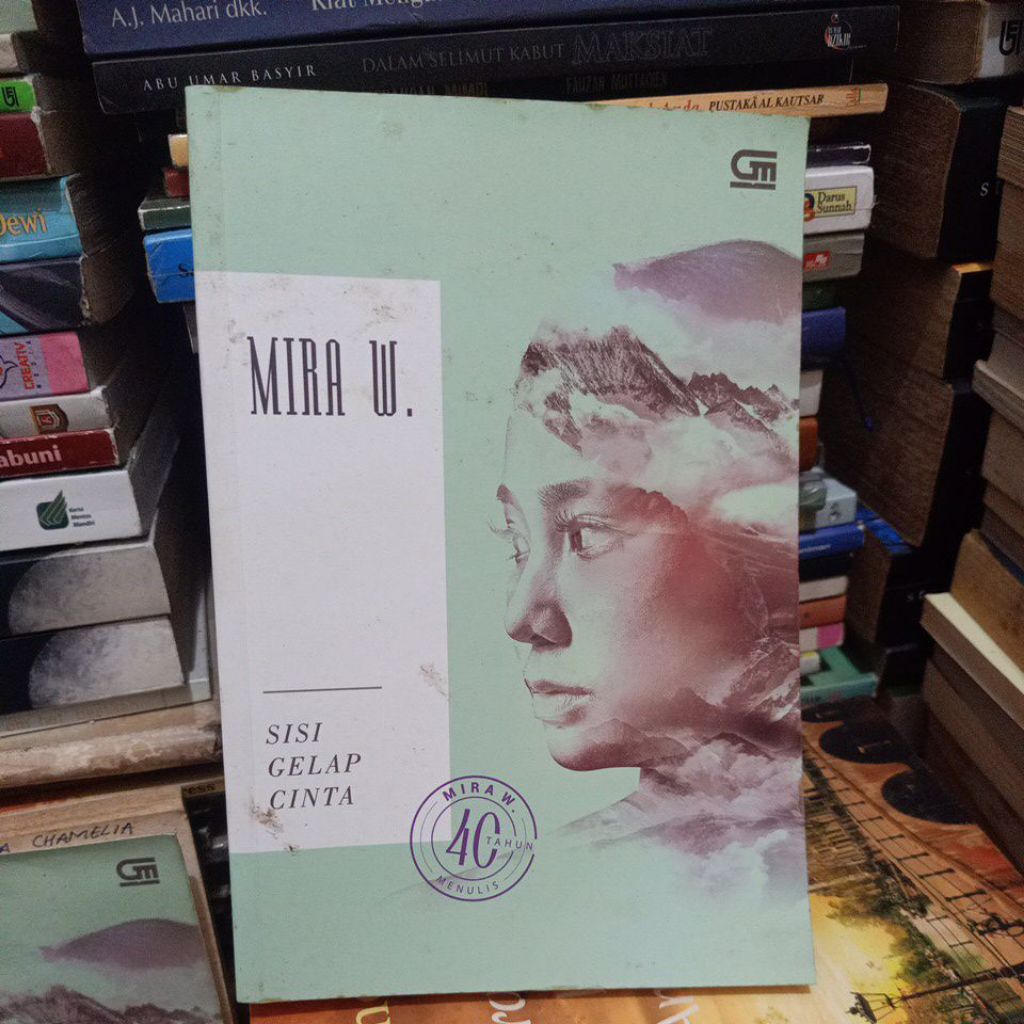 A.J. Mahari dkk.
ABU UMAR BASYIR
DALAM SELIMUT KABUT MAKSIAT
PUSTAKA AL KAUTSAR
Darus
Sunnah
Dewi
CREATIV
abuni
MIRA W.
SISI
GELAP
CINTA
MIRA W.
40
TAHUN
MENULIS
CHAMELIA